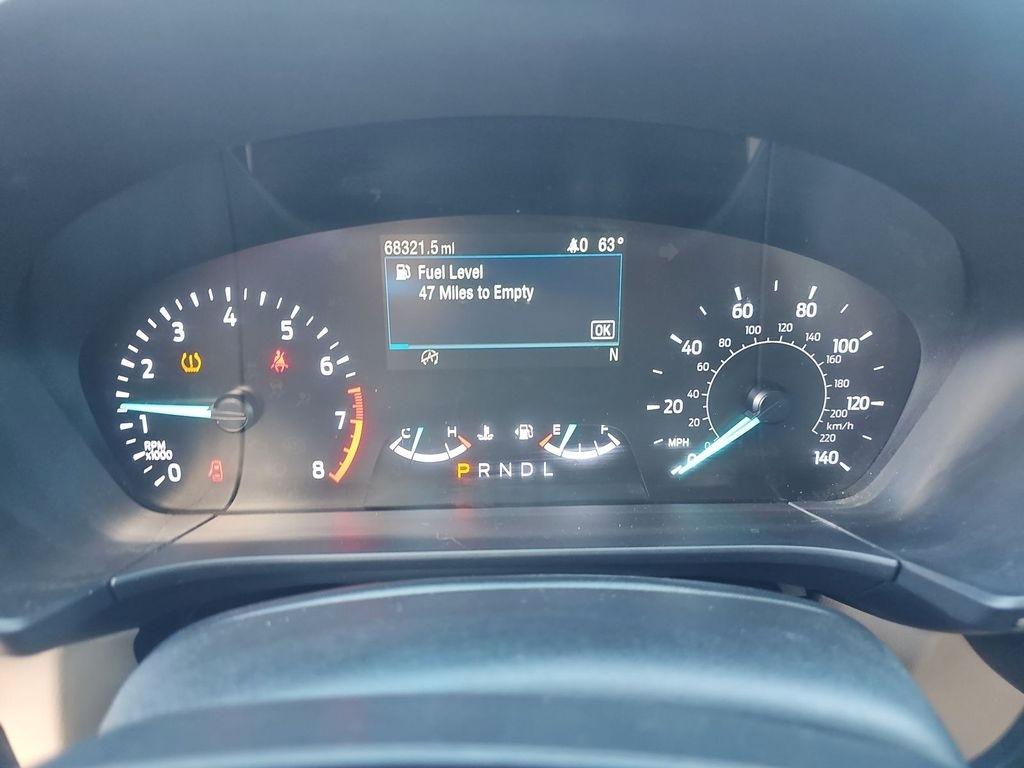 68321.5 mi 0 63°
Fuel Level
47 Miles to Empty
OK
N
0 1 2 3 4 5 6 7 8
RPM
x1000
C H E F
P R N D L
0 20 40 60 80 100 120 140
MPH
0 20 40 60 80 100 120 140 160 180 200 220
km/h